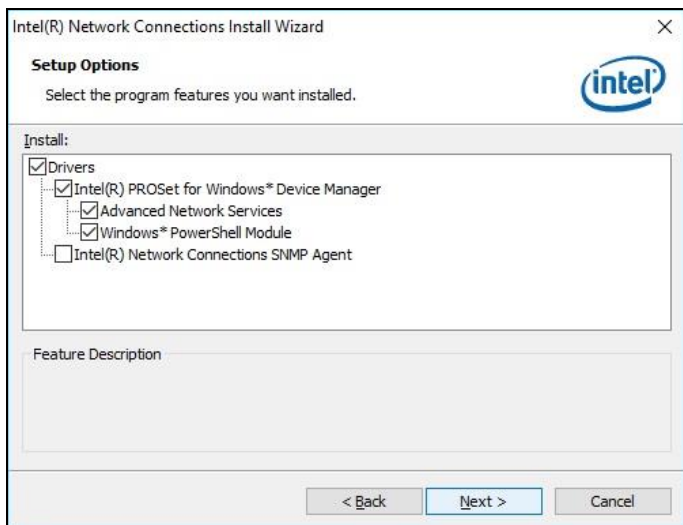 Intel(R) Network Connections Install Wizard
Setup Options
Select the program features you want installed.
intel
Install:
Drivers
Intel(R) PROSet for Windows* Device Manager
Advanced Network Services
Windows* PowerShell Module
Intel(R) Network Connections SNMP Agent
Feature Description
< Back
Next >
Cancel